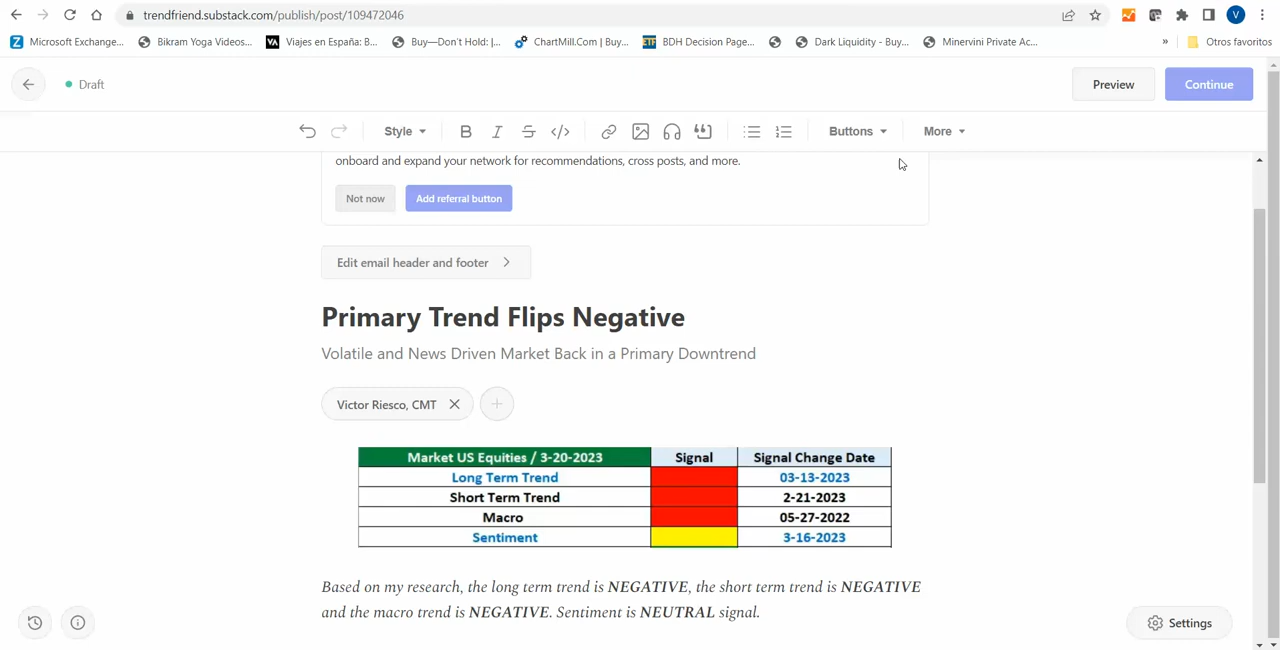 trendfriend.substack.com/publish/post/109472046
V
Microsoft Exchange...
Bikram Yoga Videos...
VA
Viajes en España: B...
Buy—Don't Hold: |...
ChartMill.Com | Buy...
ETF
BDH Decision Page...
Dark Liquidity - Buy...
Minervini Private Ac...
»
Otros favoritos
Draft
Preview
Continue
Style
B
I
S
</>
Buttons
More
onboard and expand your network for recommendations, cross posts, and more.
Not now
Add referral button
Edit email header and footer
Primary Trend Flips Negative
Volatile and News Driven Market Back in a Primary Downtrend
Victor Riesco, CMT
Market US Equities / 3-20-2023 Signal Signal Change Date
Long Term Trend 03-13-2023
Short Term Trend 2-21-2023
Macro 05-27-2022
Sentiment 3-16-2023
Based on my research, the long term trend is NEGATIVE, the short term trend is NEGATIVE
and the macro trend is NEGATIVE. Sentiment is NEUTRAL signal.
Settings